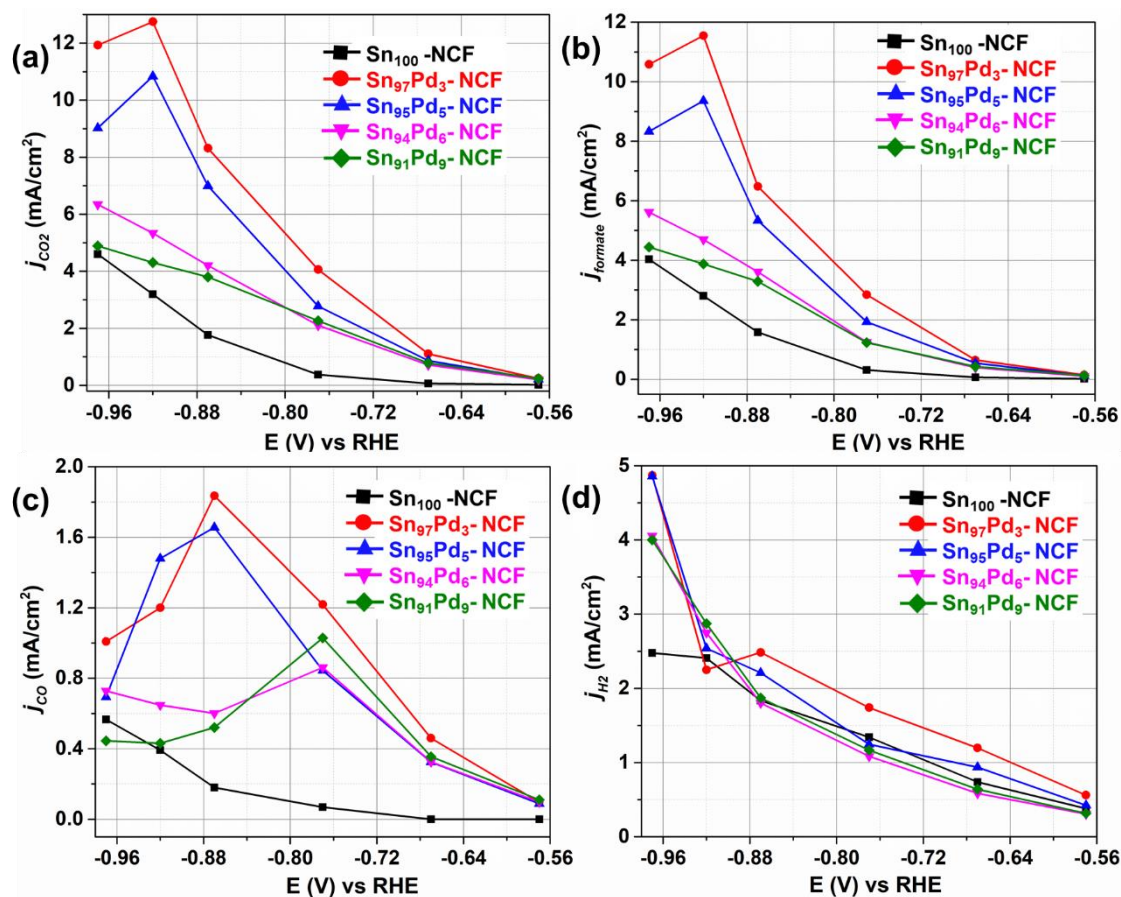 (a)
Sn₁₀₀ -NCF
Sn₉₇Pd₃- NCF
Sn₉₅Pd₅- NCF
Sn₉₄Pd₆- NCF
Sn₉₁Pd₉- NCF
12
10
8
6
4
2
0
j_CO2 (mA/cm²)
-0.96 -0.88 -0.80 -0.72 -0.64 -0.56
E (V) vs RHE
(b)
Sn₁₀₀ -NCF
Sn₉₇Pd₃- NCF
Sn₉₅Pd₅- NCF
Sn₉₄Pd₆- NCF
Sn₉₁Pd₉- NCF
12
10
8
6
4
2
0
j_formate (mA/cm²)
-0.96 -0.88 -0.80 -0.72 -0.64 -0.56
E (V) vs RHE
(c)
Sn₁₀₀ -NCF
Sn₉₇Pd₃- NCF
Sn₉₅Pd₅- NCF
Sn₉₄Pd₆- NCF
Sn₉₁Pd₉- NCF
2.0
1.6
1.2
0.8
0.4
0.0
j_CO (mA/cm²)
-0.96 -0.88 -0.80 -0.72 -0.64 -0.56
E (V) vs RHE
(d)
Sn₁₀₀ -NCF
Sn₉₇Pd₃- NCF
Sn₉₅Pd₅- NCF
Sn₉₄Pd₆- NCF
Sn₉₁Pd₉- NCF
5
4
3
2
1
0
j_H2 (mA/cm²)
-0.96 -0.88 -0.80 -0.72 -0.64 -0.56
E (V) vs RHE